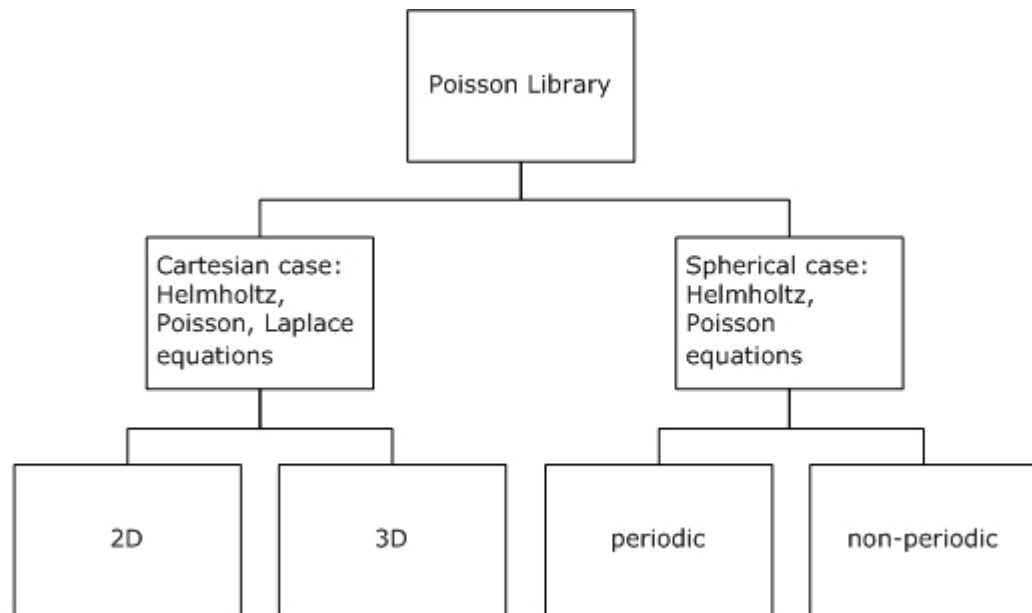 Poisson Library
Cartesian case:
Helmholtz,
Poisson, Laplace
equations
Spherical case:
Helmholtz,
Poisson
equations
2D
3D
periodic
non-periodic